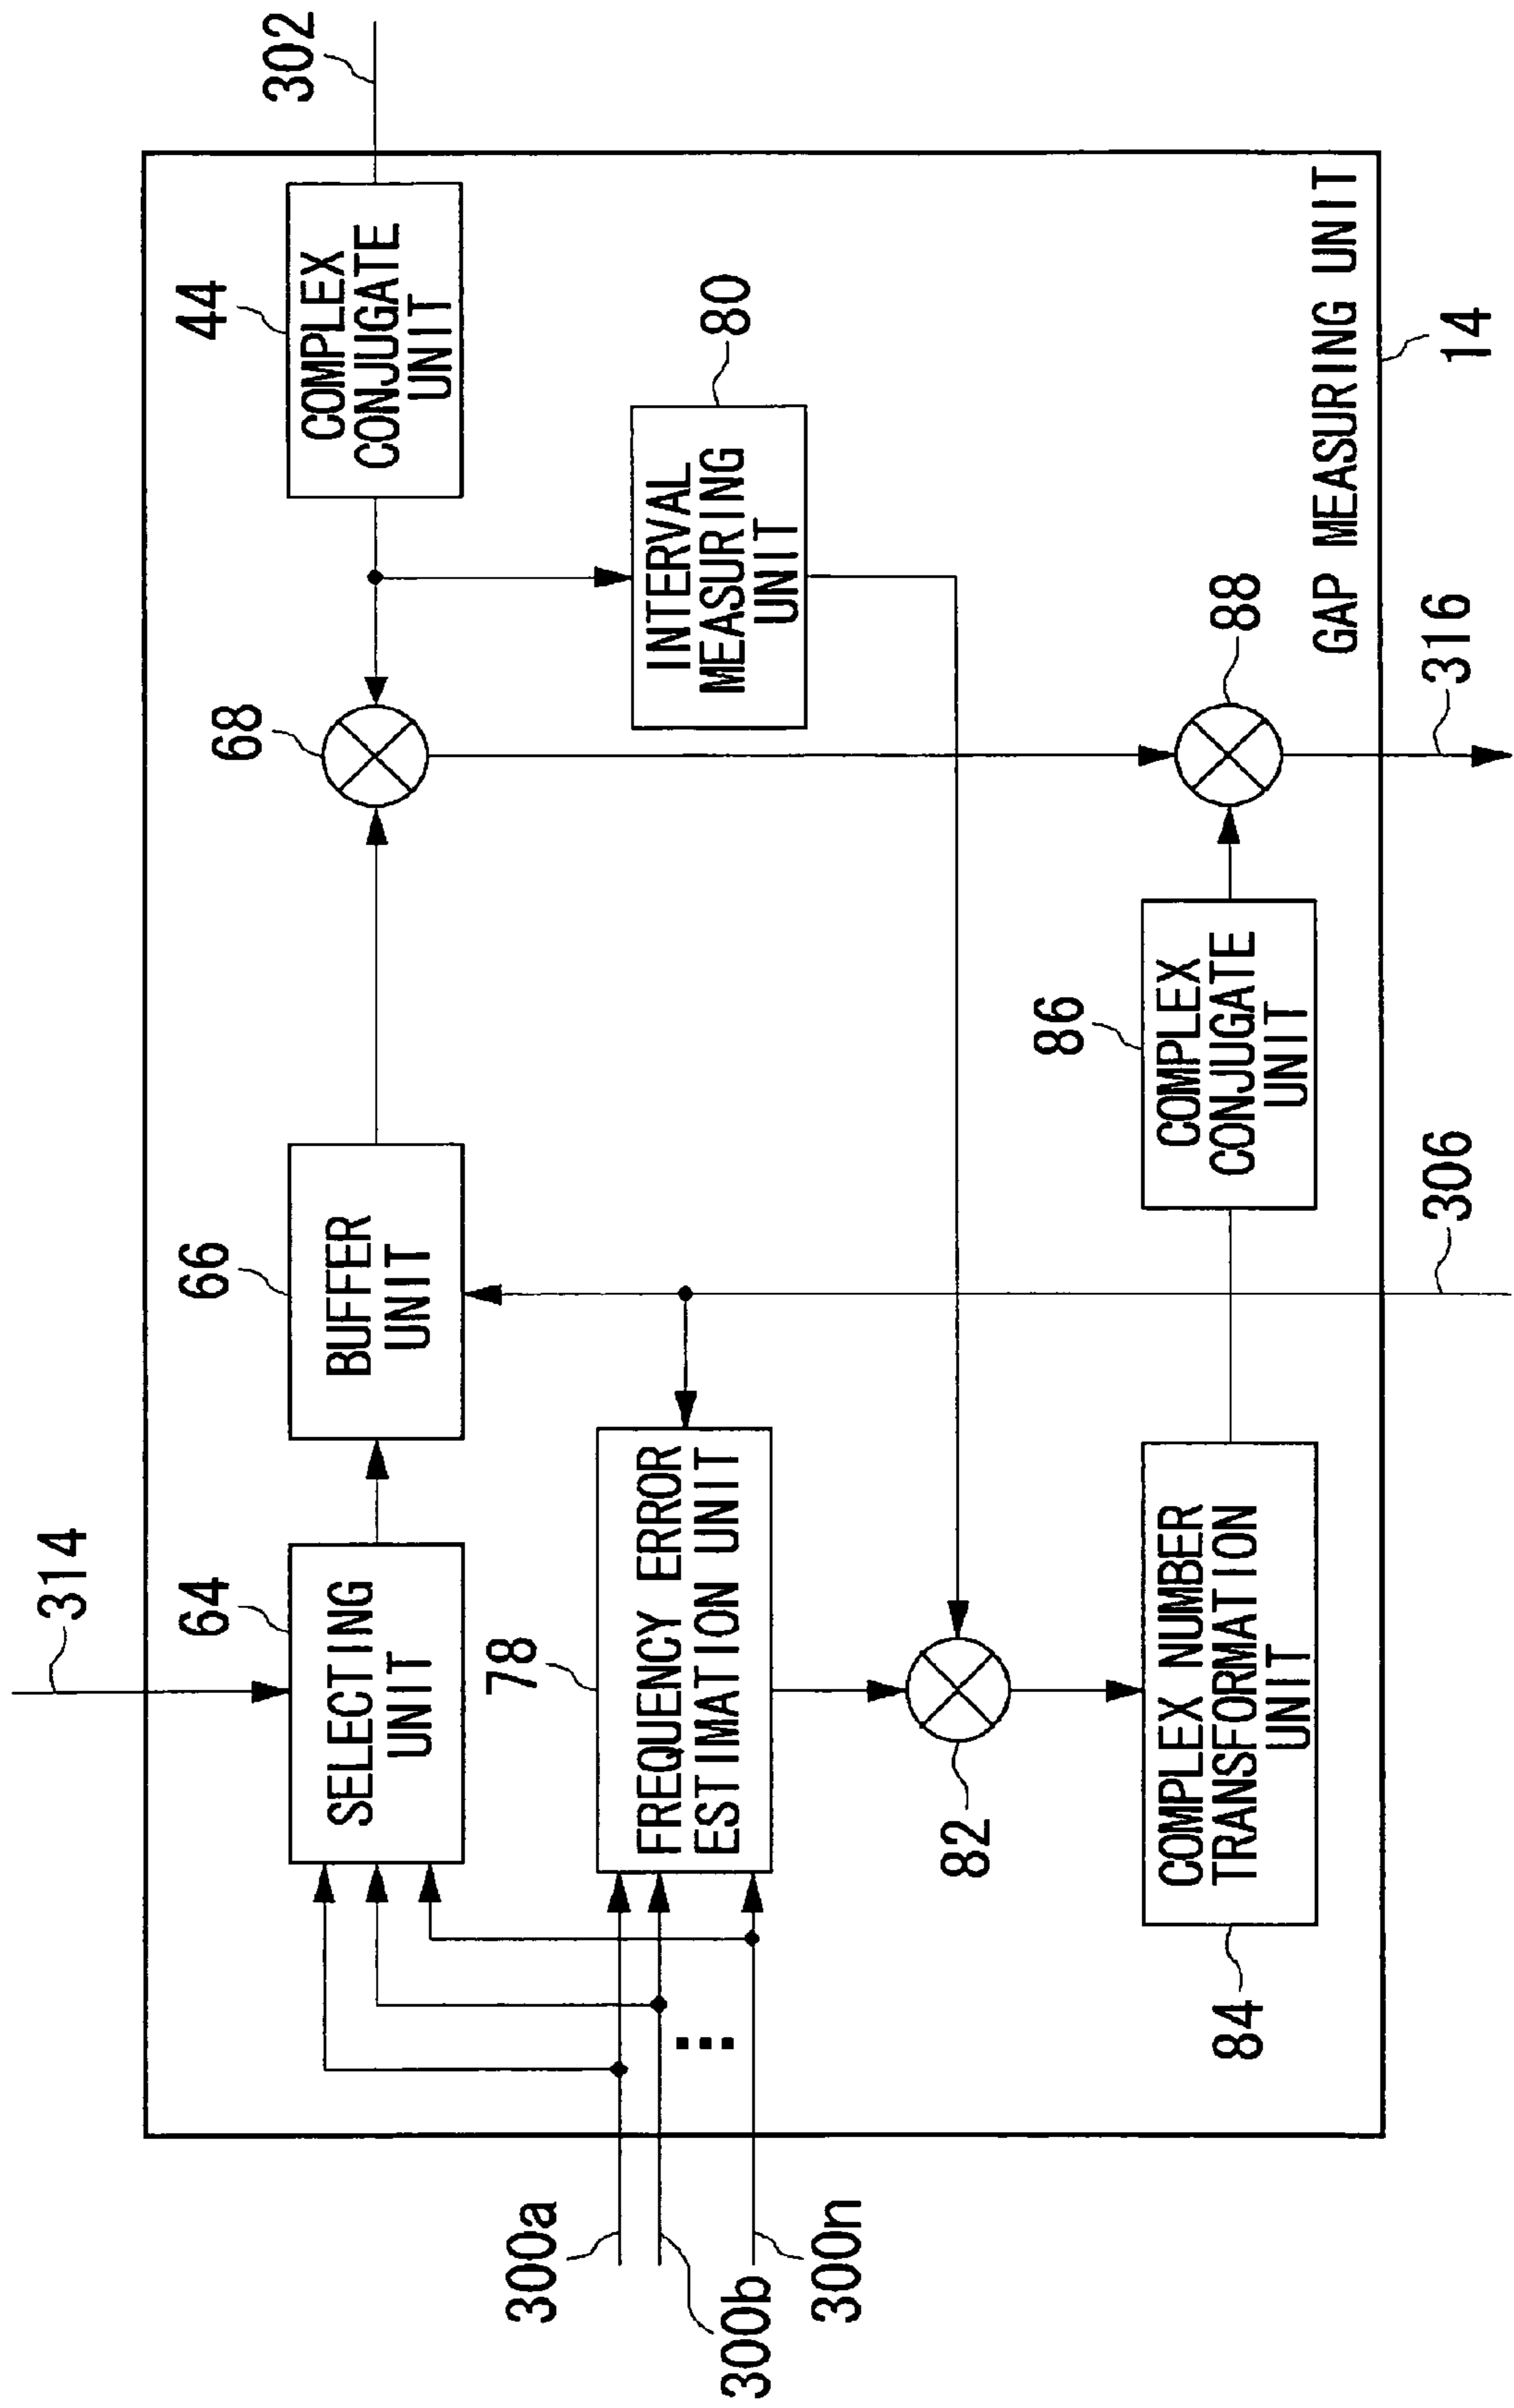 314
64
SELECTING
UNIT
66
BUFFER
UNIT
68
44
COMPLEX
CONJUGATE
UNIT
302
78
FREQUENCY ERROR
ESTIMATION UNIT
80
INTERVAL
MEASURING
UNIT
300a
300b
300n
82
84
COMPLEX NUMBER
TRANSFORMATION
UNIT
86
COMPLEX
CONJUGATE
UNIT
88
GAP MEASURING UNIT
306
316
14